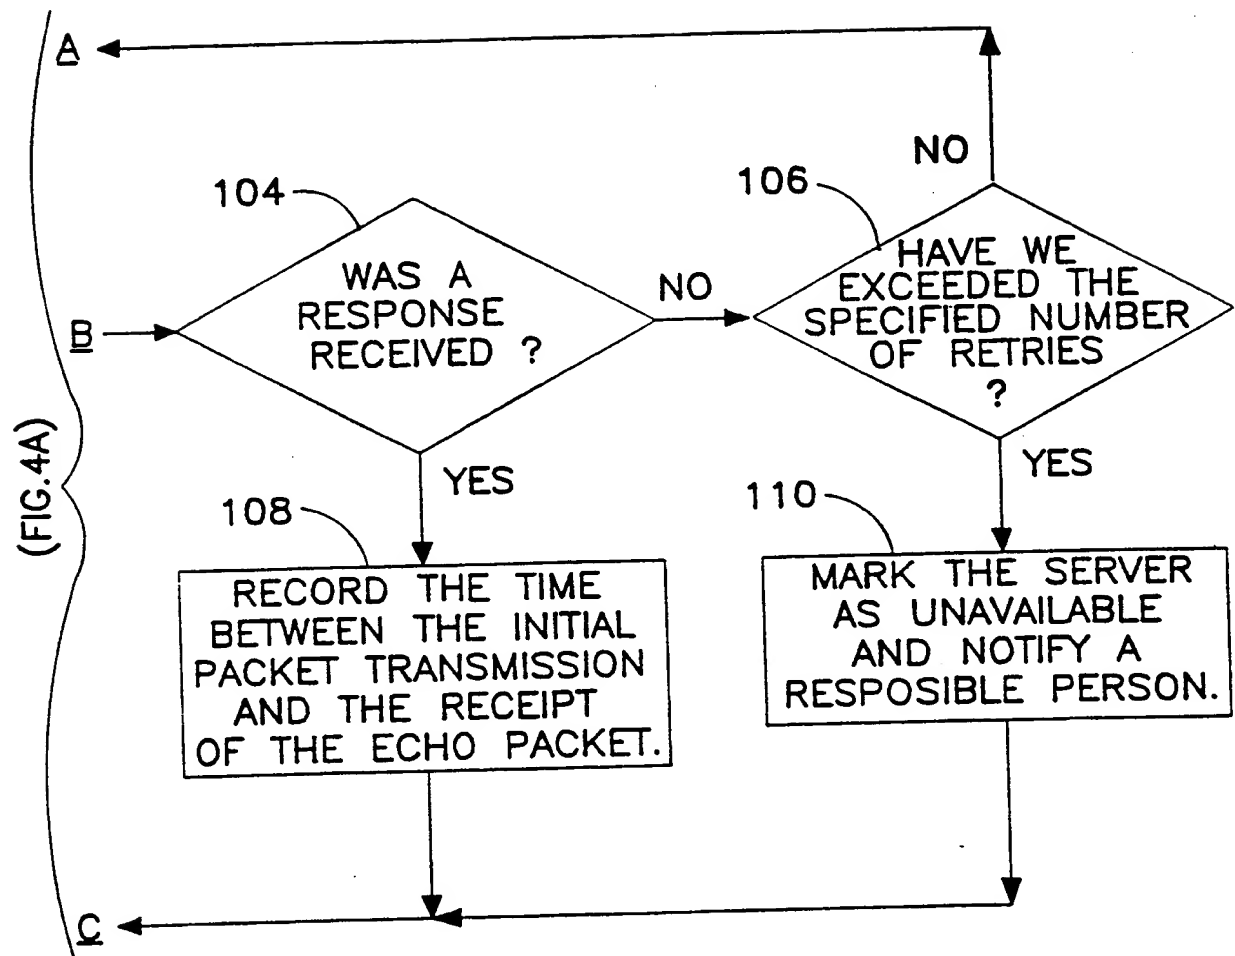 A
NO
104
106
WAS A
RESPONSE
RECEIVED ?
NO
HAVE WE
EXCEEDED THE
SPECIFIED NUMBER
OF RETRIES
?
B
(FIG.4A)
YES
YES
108
110
RECORD THE TIME
BETWEEN THE INITIAL
PACKET TRANSMISSION
AND THE RECEIPT
OF THE ECHO PACKET.
MARK THE SERVER
AS UNAVAILABLE
AND NOTIFY A
RESPOSIBLE PERSON.
C